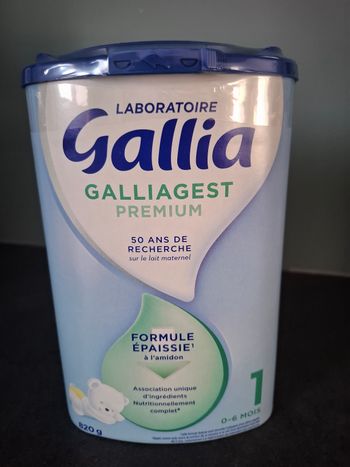 LABORATOIRE
Gallia
GALLIAGEST
PREMIUM
50 ANS DE
RECHERCHE
sur le lait maternel
FORMULE
ÉPAISSIE¹
à l'amidon
Association unique
d'ingrédients
Nutritionnellement
complet*
1
0-6 MOIS
820 g